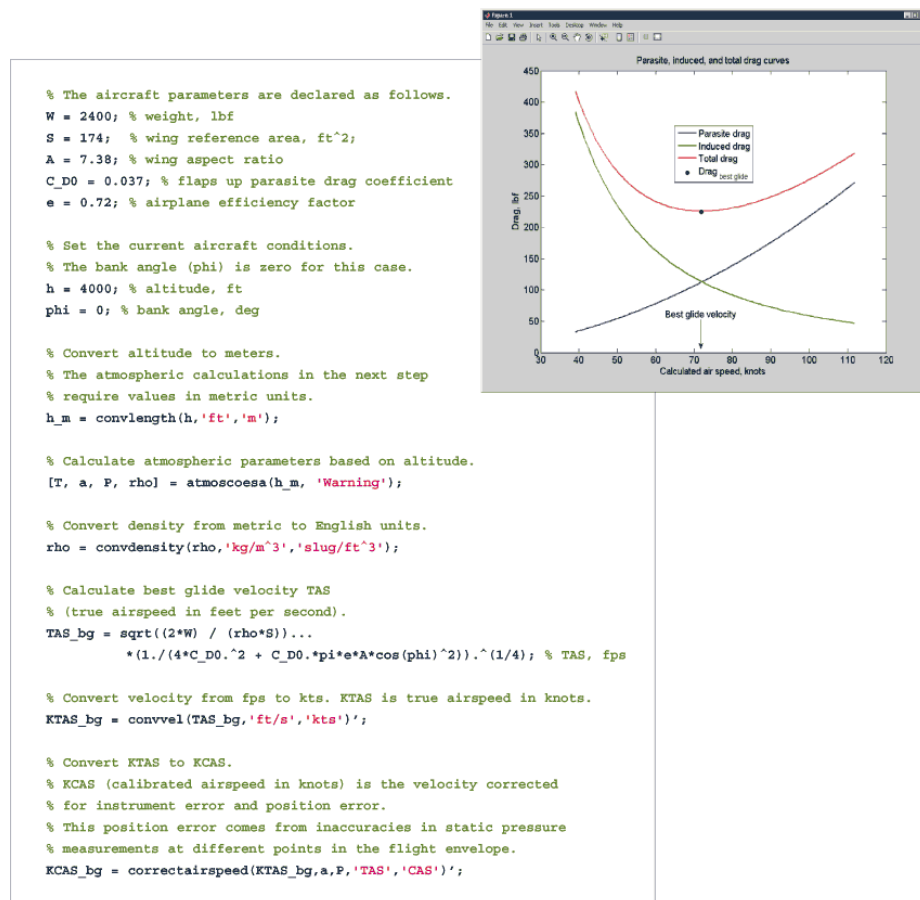 Figure 1
File Edit View Insert Tools Desktop Window Help
Parasite, induced, and total drag curves
450
400
350
300
250
200
150
100
50
0
Drag, lbf
Parasite drag
Induced drag
Total drag
Drag best glide
Best glide velocity
30 40 50 60 70 80 90 100 110 120
Calculated air speed, knots
% The aircraft parameters are declared as follows.
W = 2400; % weight, lbf
S = 174;  % wing reference area, ft^2;
A = 7.38; % wing aspect ratio
C_D0 = 0.037; % flaps up parasite drag coefficient
e = 0.72; % airplane efficiency factor
% Set the current aircraft conditions.
% The bank angle (phi) is zero for this case.
h = 4000; % altitude, ft
phi = 0; % bank angle, deg
% Convert altitude to meters.
% The atmospheric calculations in the next step
% require values in metric units.
h_m = convlength(h,'ft','m');
% Calculate atmospheric parameters based on altitude.
[T, a, P, rho] = atmoscoesa(h_m, 'Warning');
% Convert density from metric to English units.
rho = convdensity(rho,'kg/m^3','slug/ft^3');
% Calculate best glide velocity TAS
% (true airspeed in feet per second).
TAS_bg = sqrt((2*W) / (rho*S))...
*(1./(4*C_D0.^2 + C_D0.*pi*e*A*cos(phi)^2)).^(1/4); % TAS, fps
% Convert velocity from fps to kts. KTAS is true airspeed in knots.
KTAS_bg = convvel(TAS_bg,'ft/s','kts')’;
% Convert KTAS to KCAS.
% KCAS (calibrated airspeed in knots) is the velocity corrected
% for instrument error and position error.
% This position error comes from inaccuracies in static pressure
% measurements at different points in the flight envelope.
KCAS_bg = correctairspeed(KTAS_bg,a,P,'TAS','CAS')’;